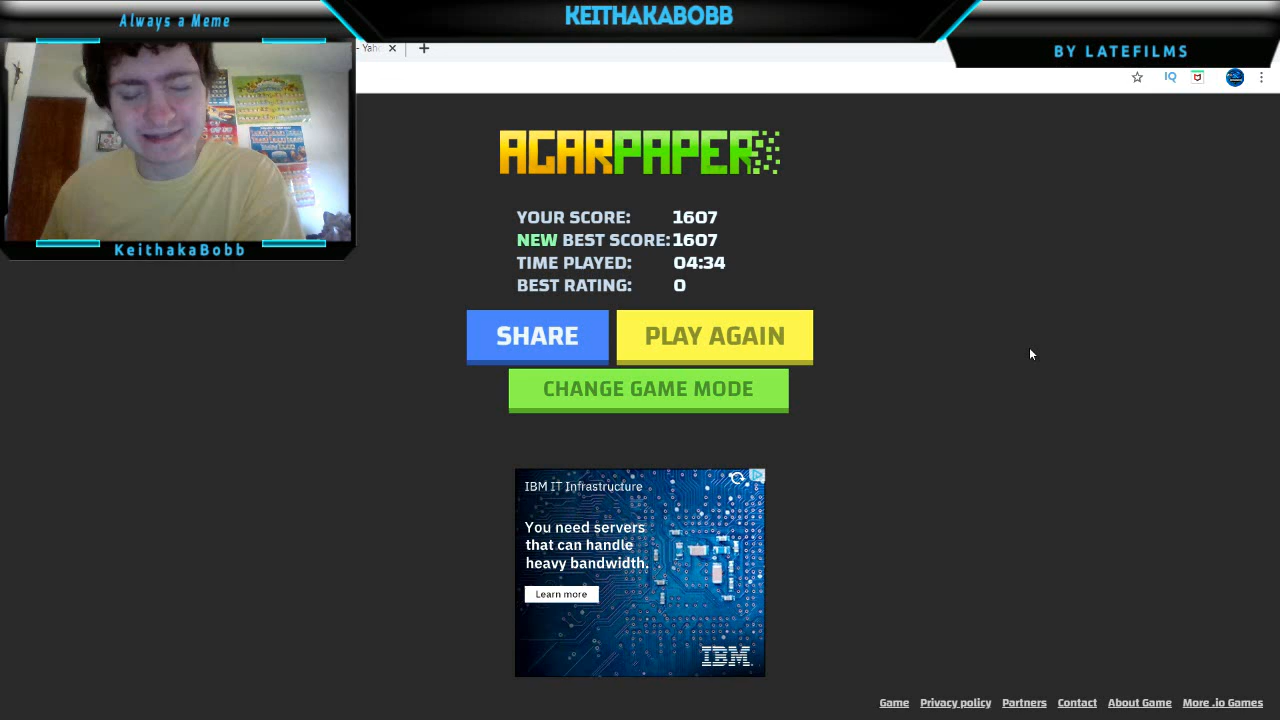 Always a Meme
KEITHAKABOBB
BY LATEFILMS
- Yaho
IQ
KeithakaBobb
AGARPAPER
YOUR SCORE: 1607
NEW BEST SCORE: 1607
TIME PLAYED: 04:34
BEST RATING: 0
SHARE
PLAY AGAIN
CHANGE GAME MODE
IBM IT Infrastructure
You need servers
that can handle
heavy bandwidth.
Learn more
IBM
Game Privacy policy Partners Contact About Game More .io Games